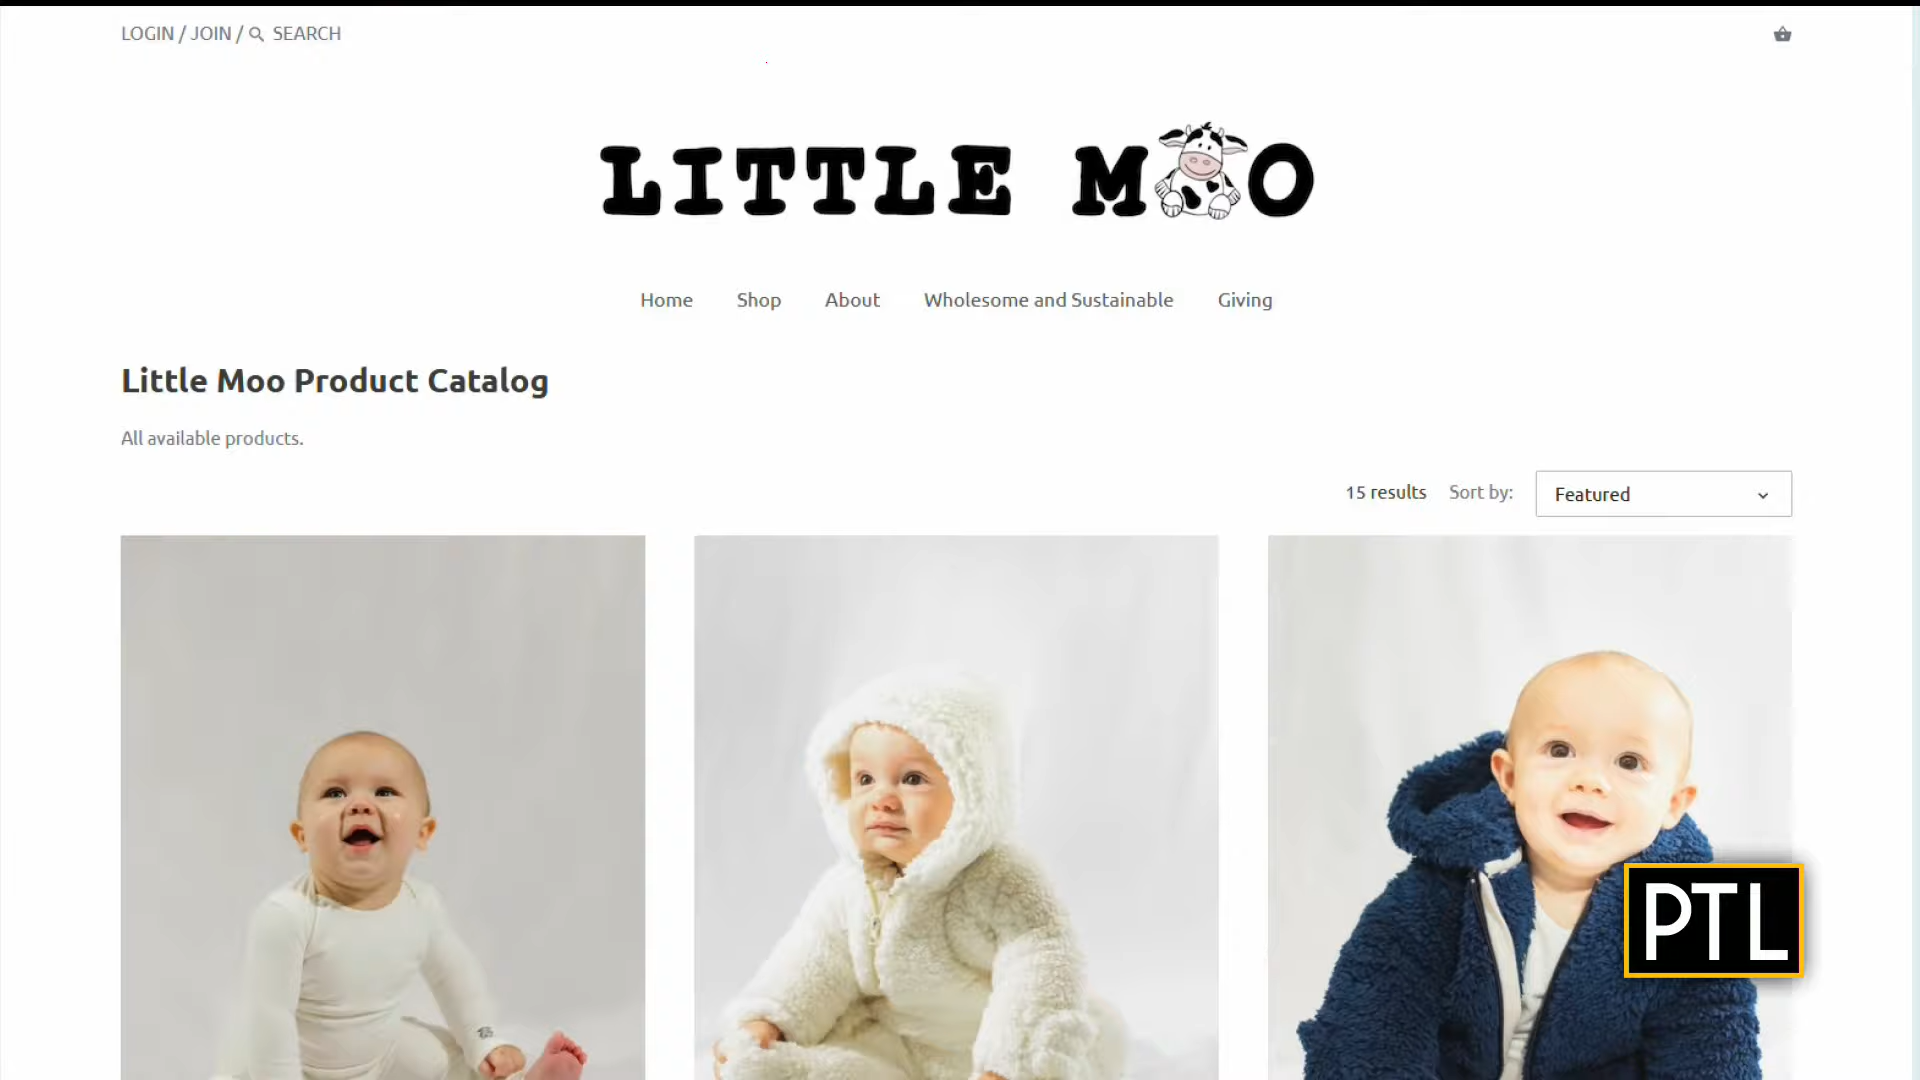 LOGIN / JOIN / SEARCH
LITTLE MOO
Home Shop About Wholesome and Sustainable Giving
Little Moo Product Catalog
All available products.
15 results Sort by: Featured
PTL